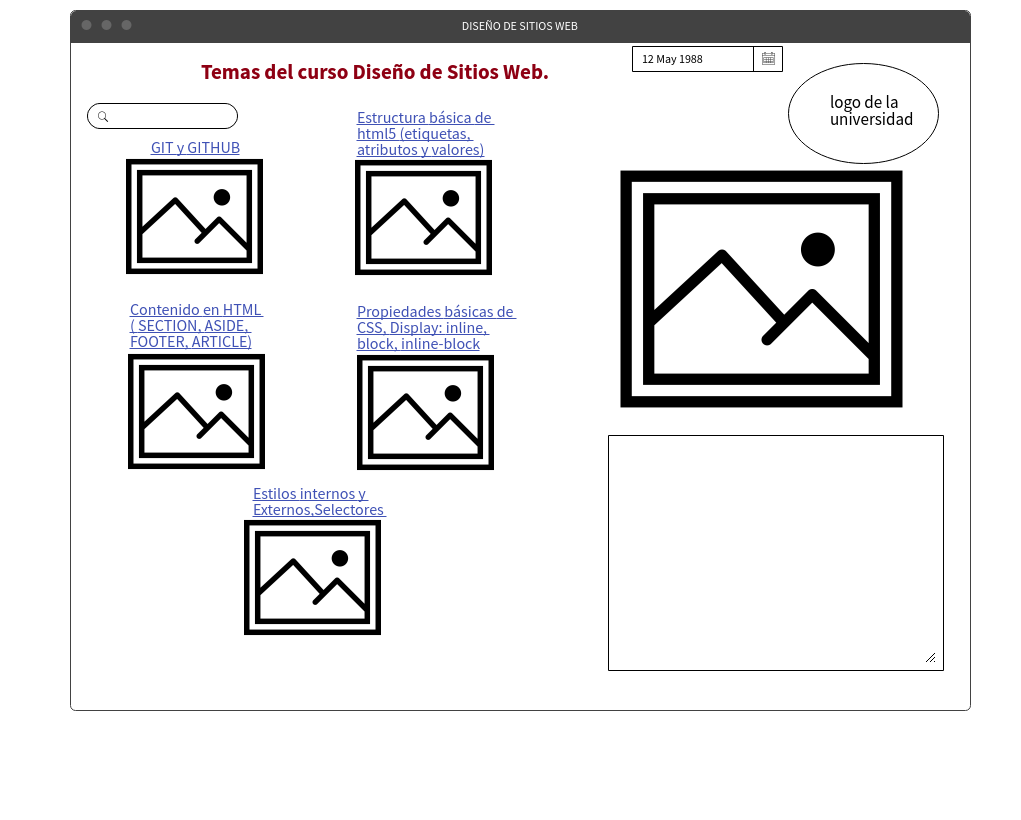 DISEÑO DE SITIOS WEB
12 May 1988
Temas del curso Diseño de Sitios Web.
logo de la
universidad
GIT y GITHUB
Estructura básica de
html5 (etiquetas,
atributos y valores)
Contenido en HTML
( SECTION, ASIDE,
FOOTER, ARTICLE)
Propiedades básicas de
CSS, Display: inline,
block, inline-block
Estilos internos y
Externos,Selectores